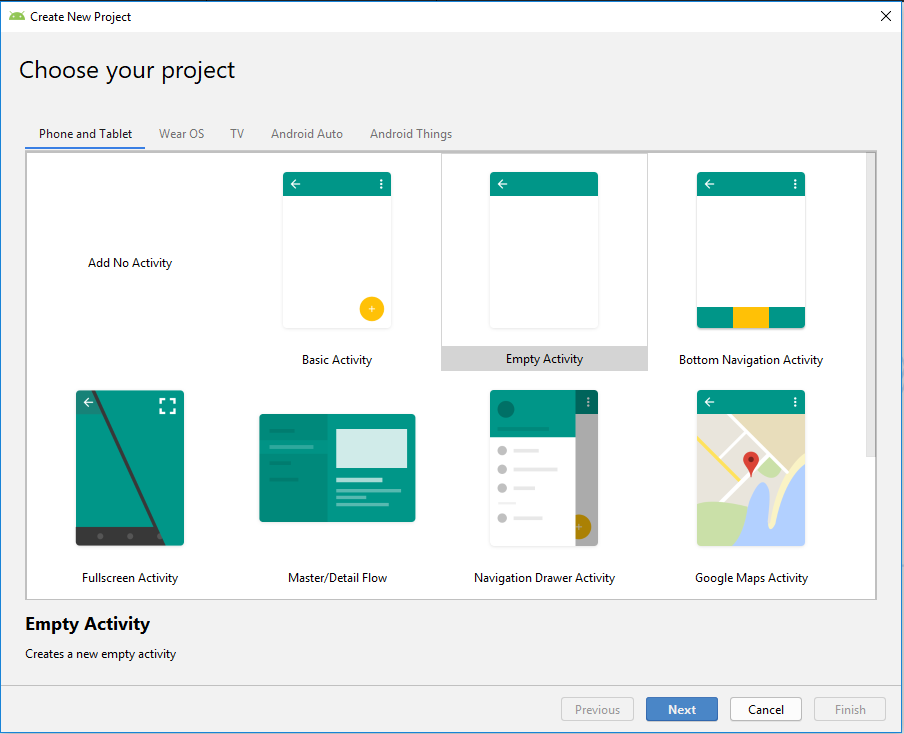 Create New Project
Choose your project
Phone and Tablet Wear OS TV Android Auto Android Things
Add No Activity
Basic Activity
Empty Activity
Bottom Navigation Activity
Fullscreen Activity
Master/Detail Flow
Navigation Drawer Activity
Google Maps Activity
Empty Activity
Creates a new empty activity
Previous Next Cancel Finish